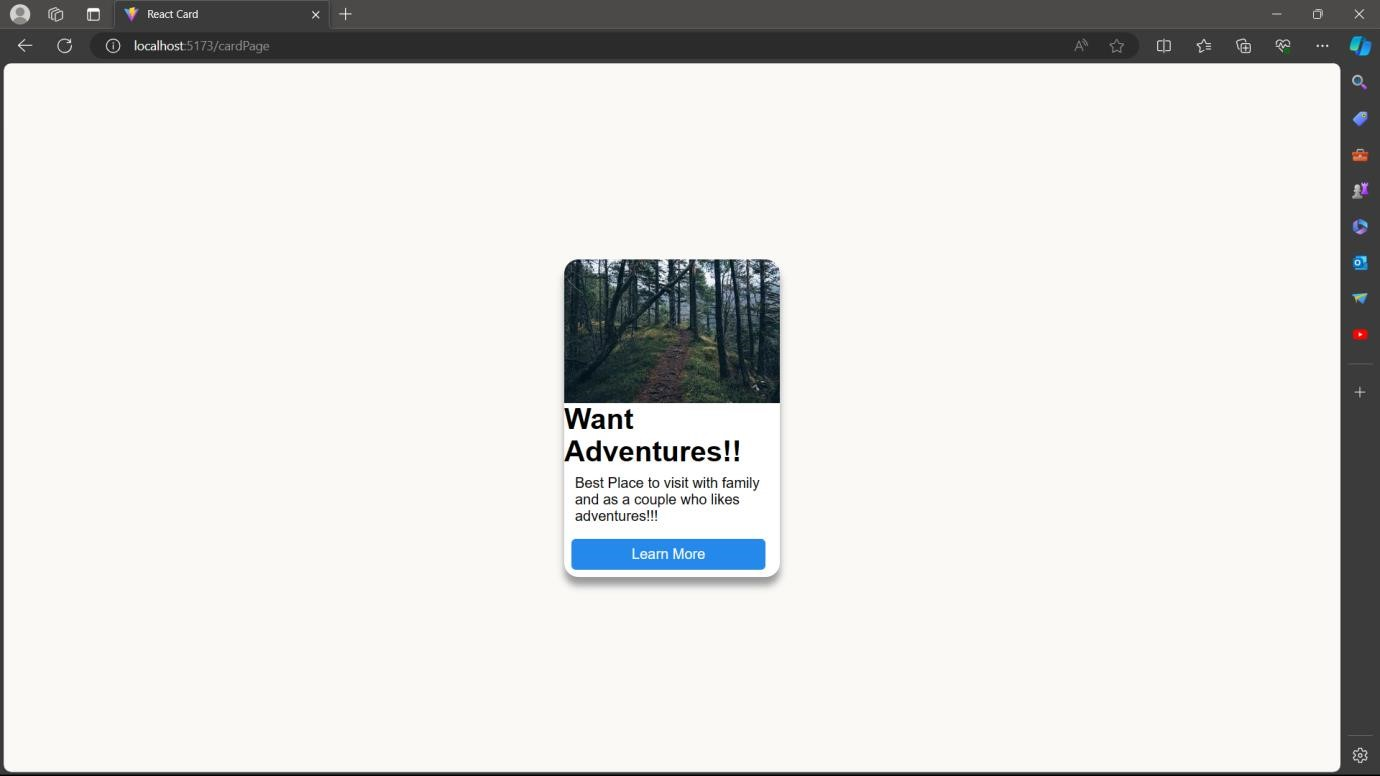 React Card
localhost:5173/cardPage
Want
Adventures!!
Best Place to visit with family
and as a couple who likes
adventures!!!
Learn More